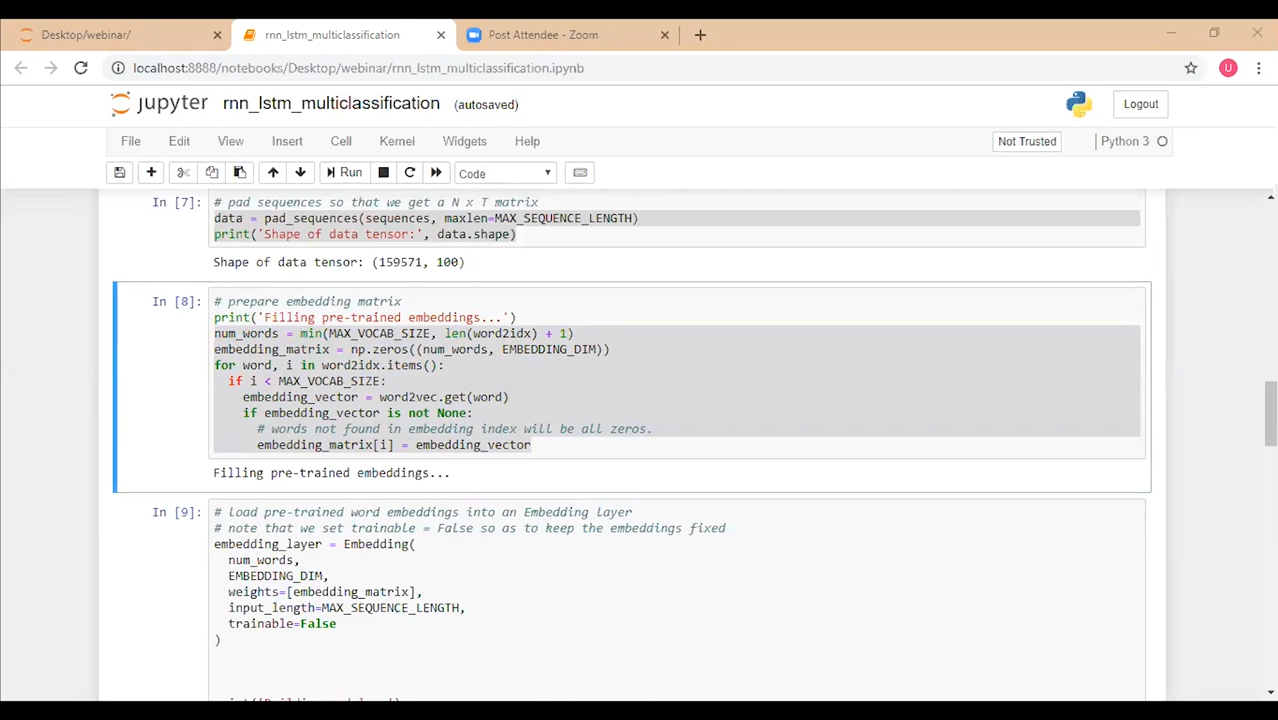 Desktop/webinar/
rnn_lstm_multiclassification
Post Attendee - Zoom
localhost:8888/notebooks/Desktop/webinar/rnn_lstm_multiclassification.ipynb
U
jupyter rnn_lstm_multiclassification (autosaved)
Logout
File Edit View Insert Cell Kernel Widgets Help
Not Trusted
Python 3
Run
Code
In [7]:
# pad sequences so that we get a N x T matrix
data = pad_sequences(sequences, maxlen=MAX_SEQUENCE_LENGTH)
print('Shape of data tensor:', data.shape)
Shape of data tensor: (159571, 100)
In [8]:
# prepare embedding matrix
print('Filling pre-trained embeddings...')
num_words = min(MAX_VOCAB_SIZE, len(word2idx) + 1)
embedding_matrix = np.zeros((num_words, EMBEDDING_DIM))
for word, i in word2idx.items():
  if i < MAX_VOCAB_SIZE:
    embedding_vector = word2vec.get(word)
    if embedding_vector is not None:
      # words not found in embedding index will be all zeros.
      embedding_matrix[i] = embedding_vector
Filling pre-trained embeddings...
In [9]:
# load pre-trained word embeddings into an Embedding layer
# note that we set trainable = False so as to keep the embeddings fixed
embedding_layer = Embedding(
  num_words,
  EMBEDDING_DIM,
  weights=[embedding_matrix],
  input_length=MAX_SEQUENCE_LENGTH,
  trainable=False
)